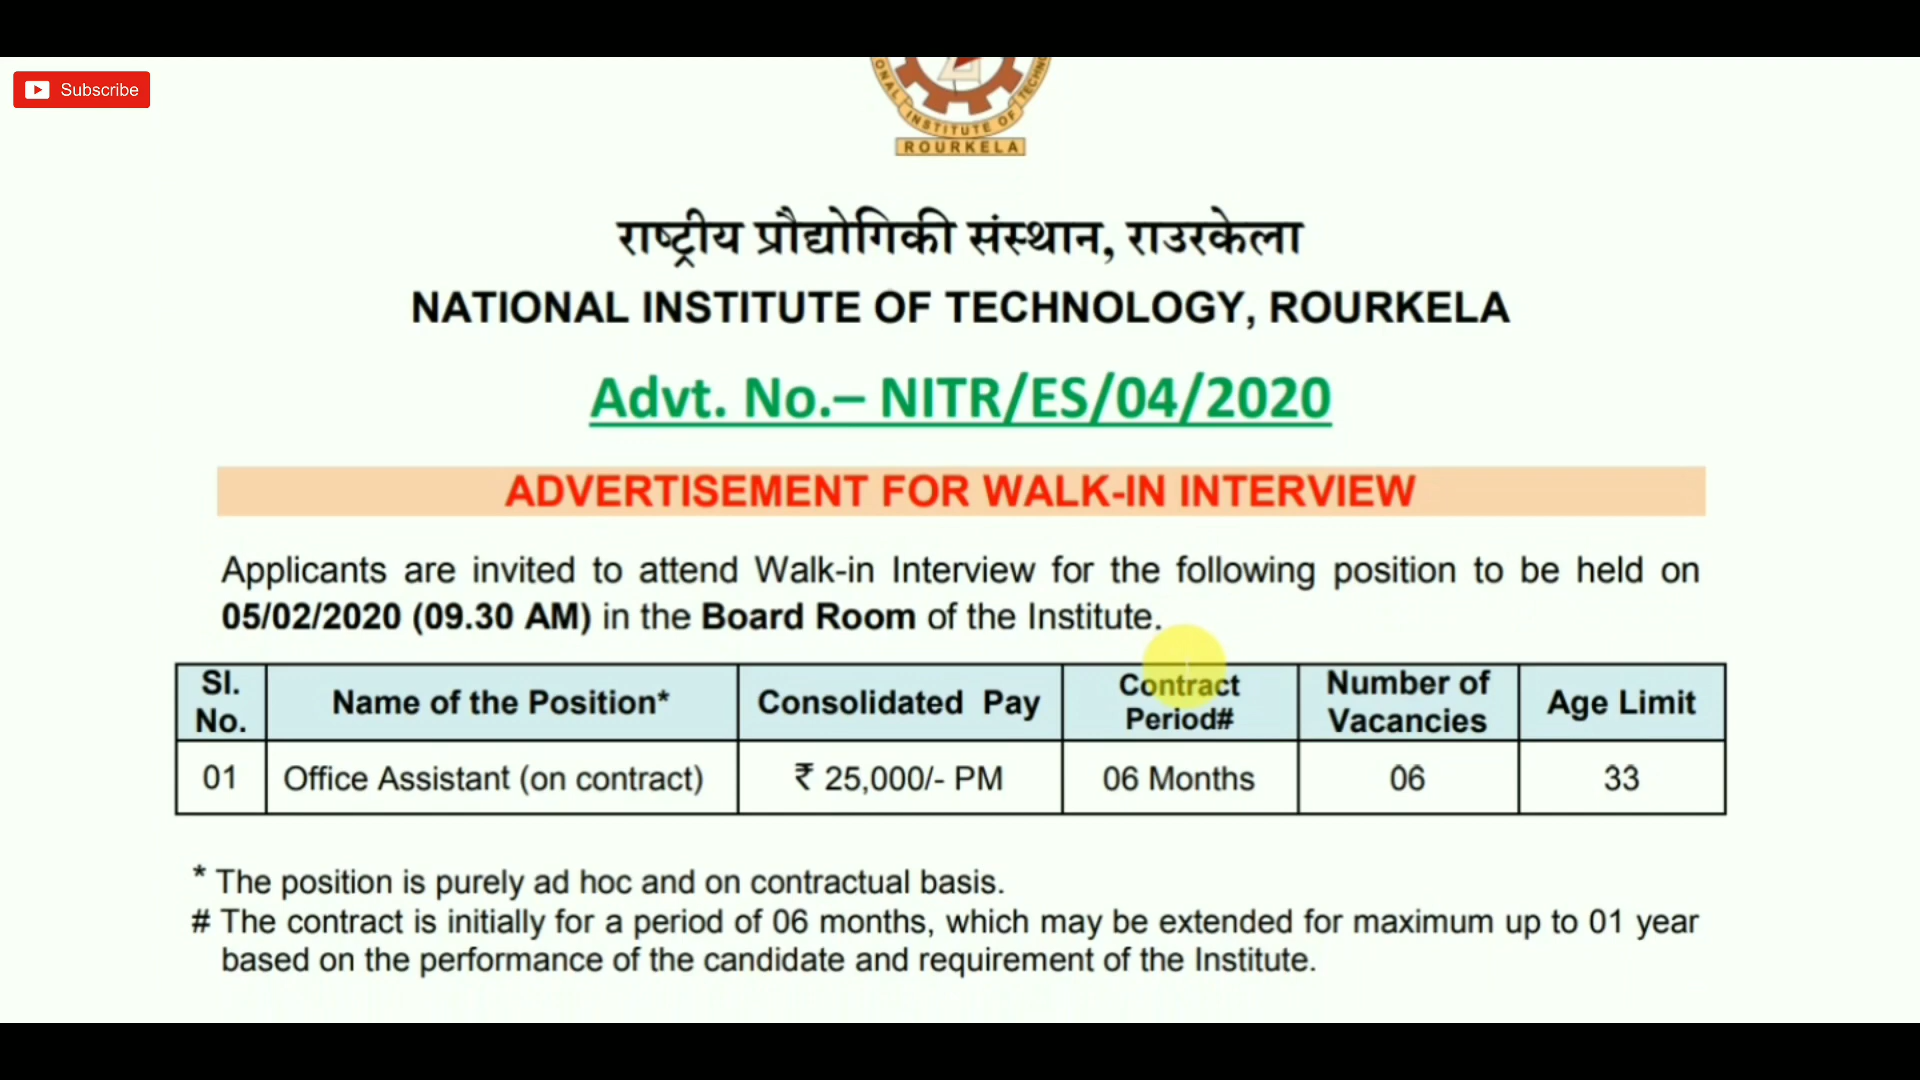 Subscribe
INSTITUTE OF
ROURKELA
राष्ट्रीय प्रौद्योगिकी संस्थान, राउरकेला
NATIONAL INSTITUTE OF TECHNOLOGY, ROURKELA
Advt. No.– NITR/ES/04/2020
ADVERTISEMENT FOR WALK-IN INTERVIEW
Applicants are invited to attend Walk-in Interview for the following position to be held on
05/02/2020 (09.30 AM) in the Board Room of the Institute.
Sl. No. Name of the Position* Consolidated Pay Contract Period# Number of Vacancies Age Limit
01 Office Assistant (on contract) ₹ 25,000/- PM 06 Months 06 33
* The position is purely ad hoc and on contractual basis.
# The contract is initially for a period of 06 months, which may be extended for maximum up to 01 year
based on the performance of the candidate and requirement of the Institute.